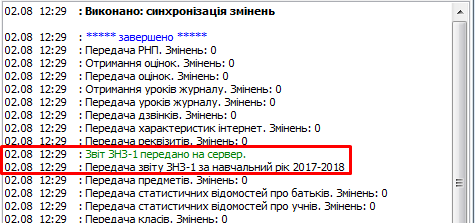 02.08 12:29 : Виконано: синхронізація змінень
02.08 12:29 : ***** завершено *****
02.08 12:29 : Передача РНП. Змінень: 0
02.08 12:29 : Отримання оцінок. Змінень: 0
02.08 12:29 : Передача оцінок. Змінень: 0
02.08 12:29 : Отримання уроків журналу. Змінень: 0
02.08 12:29 : Передача уроків журналу. Змінень: 0
02.08 12:29 : Передача дзвінків. Змінень: 0
02.08 12:29 : Передача характеристик інтернет. Змінень: 0
02.08 12:29 : Передача реквізитів. Змінень: 0
02.08 12:29 : Звіт ЗНЗ-1 передано на сервер.
02.08 12:29 : Передача звіту ЗНЗ-1 за навчальний рік 2017-2018
02.08 12:29 : Передача предметів. Змінень: 0
02.08 12:29 : Передача статистичних відомостей про батьків. Змінень: 0
02.08 12:29 : Передача статистичних відомостей про учнів. Змінень: 0
02.08 12:29 : Передача класів. Змінень: 0